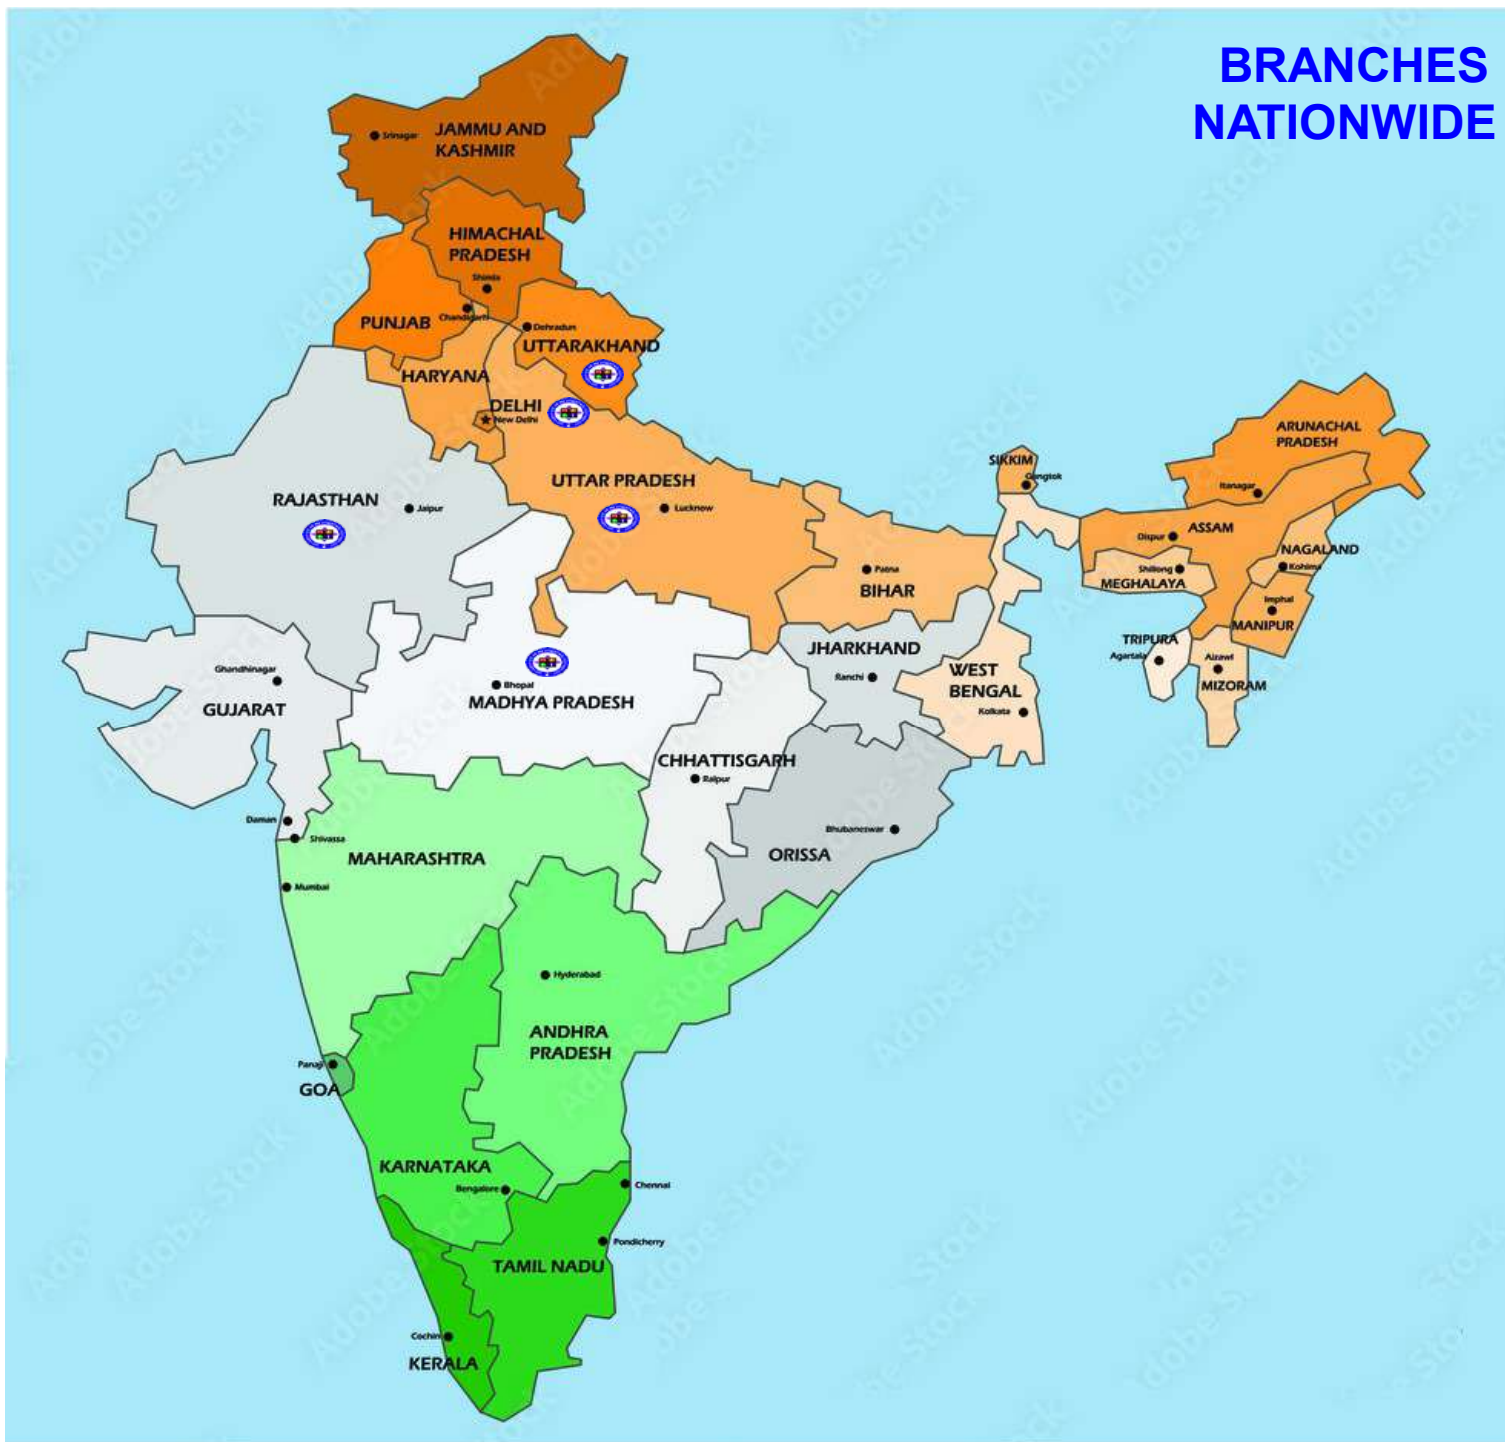 BRANCHES
NATIONWIDE
Srinagar
JAMMU AND
KASHMIR
HIMACHAL
PRADESH
Shimla
PUNJAB
Chandigarh
Dehradun
UTTARAKHAND
HARYANA
DELHI
New Delhi
ARUNACHAL
PRADESH
Itanagar
SIKKIM
Gangtok
UTTAR PRADESH
Lucknow
RAJASTHAN
Jaipur
ASSAM
Dispur
NAGALAND
Kohima
Shillong
MEGHALAYA
Patna
BIHAR
Imphal
MANIPUR
TRIPURA
Agartala
Aizawl
MIZORAM
JHARKHAND
Ranchi
WEST
BENGAL
Kolkata
Ghandhinagar
GUJARAT
Bhopal
MADHYA PRADESH
CHHATTISGARH
Raipur
Daman
Shivassa
Bhubaneswar
ORISSA
MAHARASHTRA
Mumbai
Hyderabad
ANDHRA
PRADESH
Panaji
GOA
KARNATAKA
Bengalore
Chennai
Pondicherry
TAMIL NADU
Cochin
KERALA
Adobe Stock